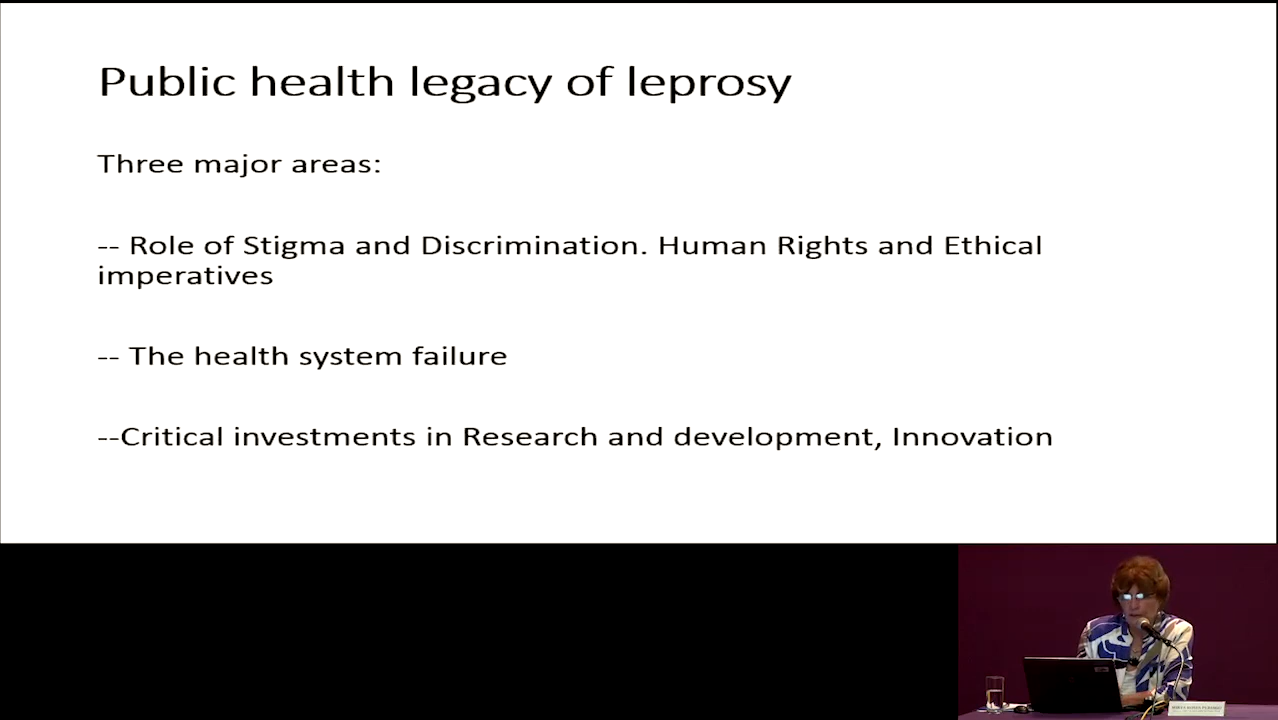 Public health legacy of leprosy
Three major areas:
-- Role of Stigma and Discrimination. Human Rights and Ethical
imperatives
-- The health system failure
--Critical investments in Research and development, Innovation